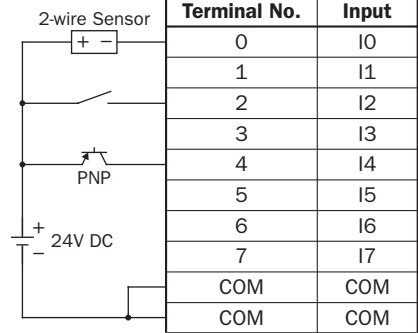 2-wire Sensor
+ −
PNP
+
24V DC
−
Terminal No. Input
0 I0
1 I1
2 I2
3 I3
4 I4
5 I5
6 I6
7 I7
COM COM
COM COM